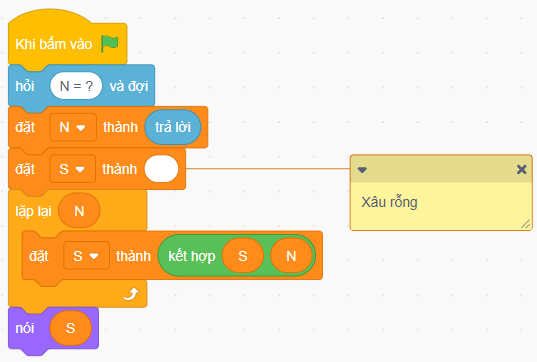 Khi bấm vào
hỏi N = ? và đợi
đặt N thành trả lời
đặt S thành
Xâu rỗng
lặp lại N
đặt S thành kết hợp S N
nói S